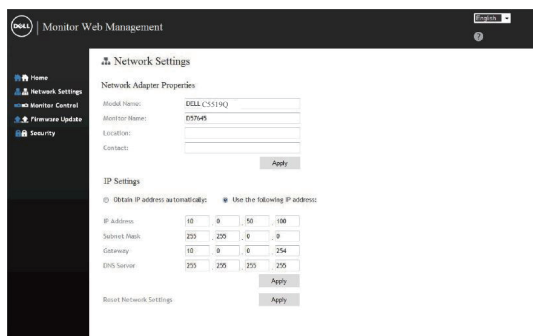 DELL | Monitor Web Management
English
?
Network Settings
Home
Network Settings
Monitor Control
Firmware Update
Security
Network Adapter Properties
Model Name: DELL C5519Q
Monitor Name: D57645
Location:
Contact:
Apply
IP Settings
Obtain IP address automatically: Use the following IP address:
IP Address 10 . 0 . 50 . 100
Subnet Mask 255 . 255 . 0 . 0
Gateway 10 . 0 . 0 . 254
DNS Server 255 . 255 . 255 . 255
Apply
Reset Network Settings Apply